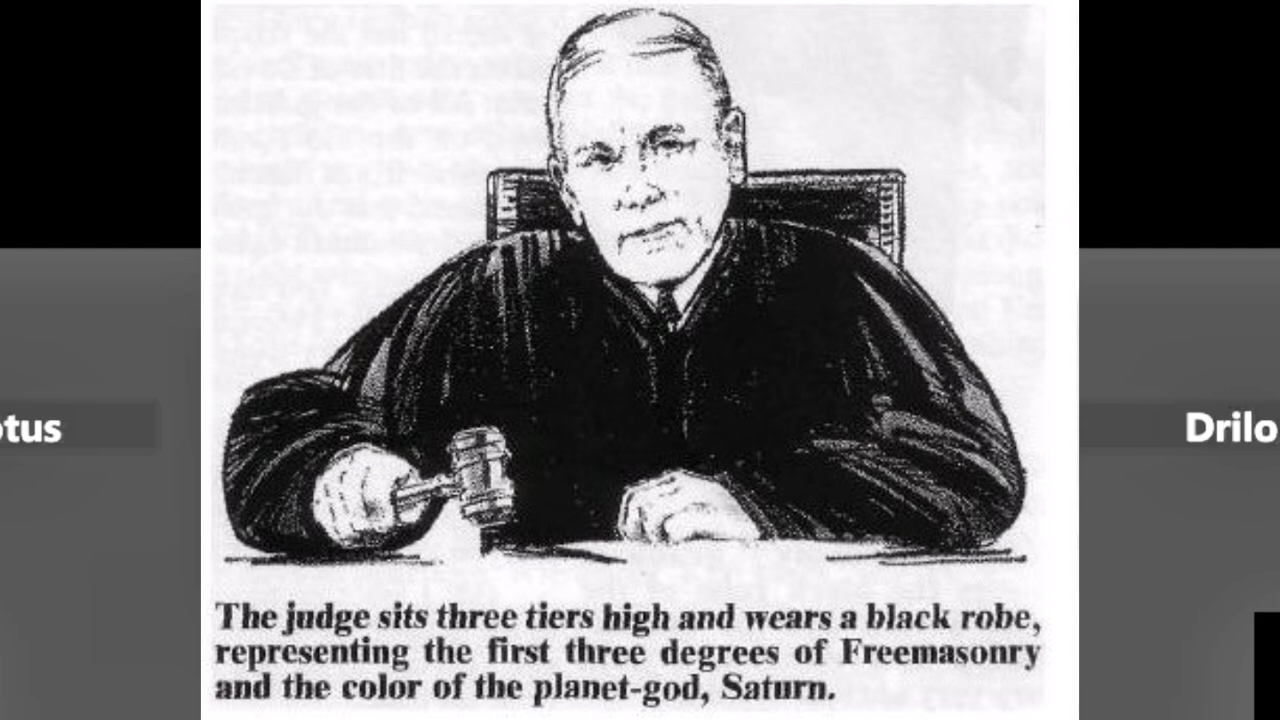 otus
Drilo
The judge sits three tiers high and wears a black robe,
representing the first three degrees of Freemasonry
and the color of the planet-god, Saturn.